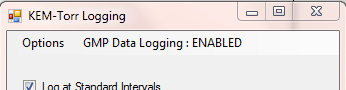 KEM-Torr Logging
Options GMP Data Logging : ENABLED
Log at Standard Intervals